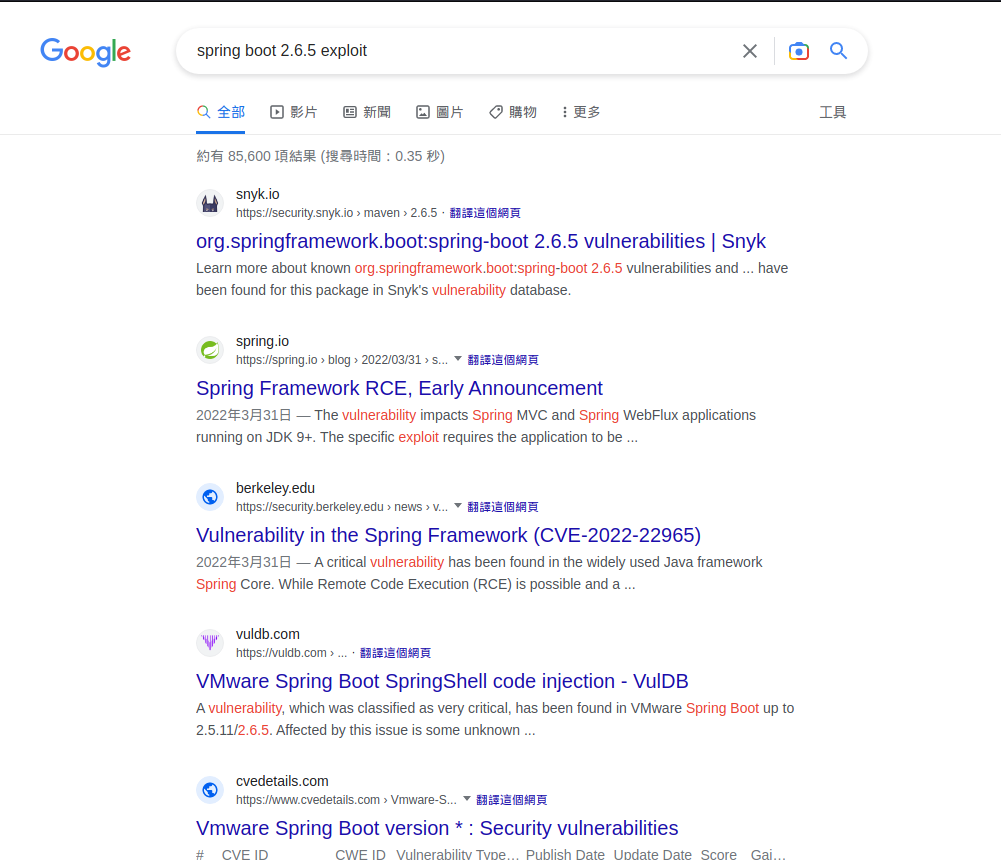 Google
spring boot 2.6.5 exploit
全部 影片 新聞 圖片 購物 更多 工具
約有 85,600 項結果 (搜尋時間：0.35 秒)
snyk.io
https://security.snyk.io › maven › 2.6.5 · 翻譯這個網頁
org.springframework.boot:spring-boot 2.6.5 vulnerabilities | Snyk
Learn more about known org.springframework.boot:spring-boot 2.6.5 vulnerabilities and ... have
been found for this package in Snyk's vulnerability database.
spring.io
https://spring.io › blog › 2022/03/31 › s... 翻譯這個網頁
Spring Framework RCE, Early Announcement
2022年3月31日 — The vulnerability impacts Spring MVC and Spring WebFlux applications
running on JDK 9+. The specific exploit requires the application to be ...
berkeley.edu
https://security.berkeley.edu › news › v... 翻譯這個網頁
Vulnerability in the Spring Framework (CVE-2022-22965)
2022年3月31日 — A critical vulnerability has been found in the widely used Java framework
Spring Core. While Remote Code Execution (RCE) is possible and a ...
vuldb.com
https://vuldb.com › ... · 翻譯這個網頁
VMware Spring Boot SpringShell code injection - VulDB
A vulnerability, which was classified as very critical, has been found in VMware Spring Boot up to
2.5.11/2.6.5. Affected by this issue is some unknown ...
cvedetails.com
https://www.cvedetails.com › Vmware-S... 翻譯這個網頁
Vmware Spring Boot version * : Security vulnerabilities
# CVE ID CWE ID Vulnerability Type… Publish Date Update Date Score Gai…